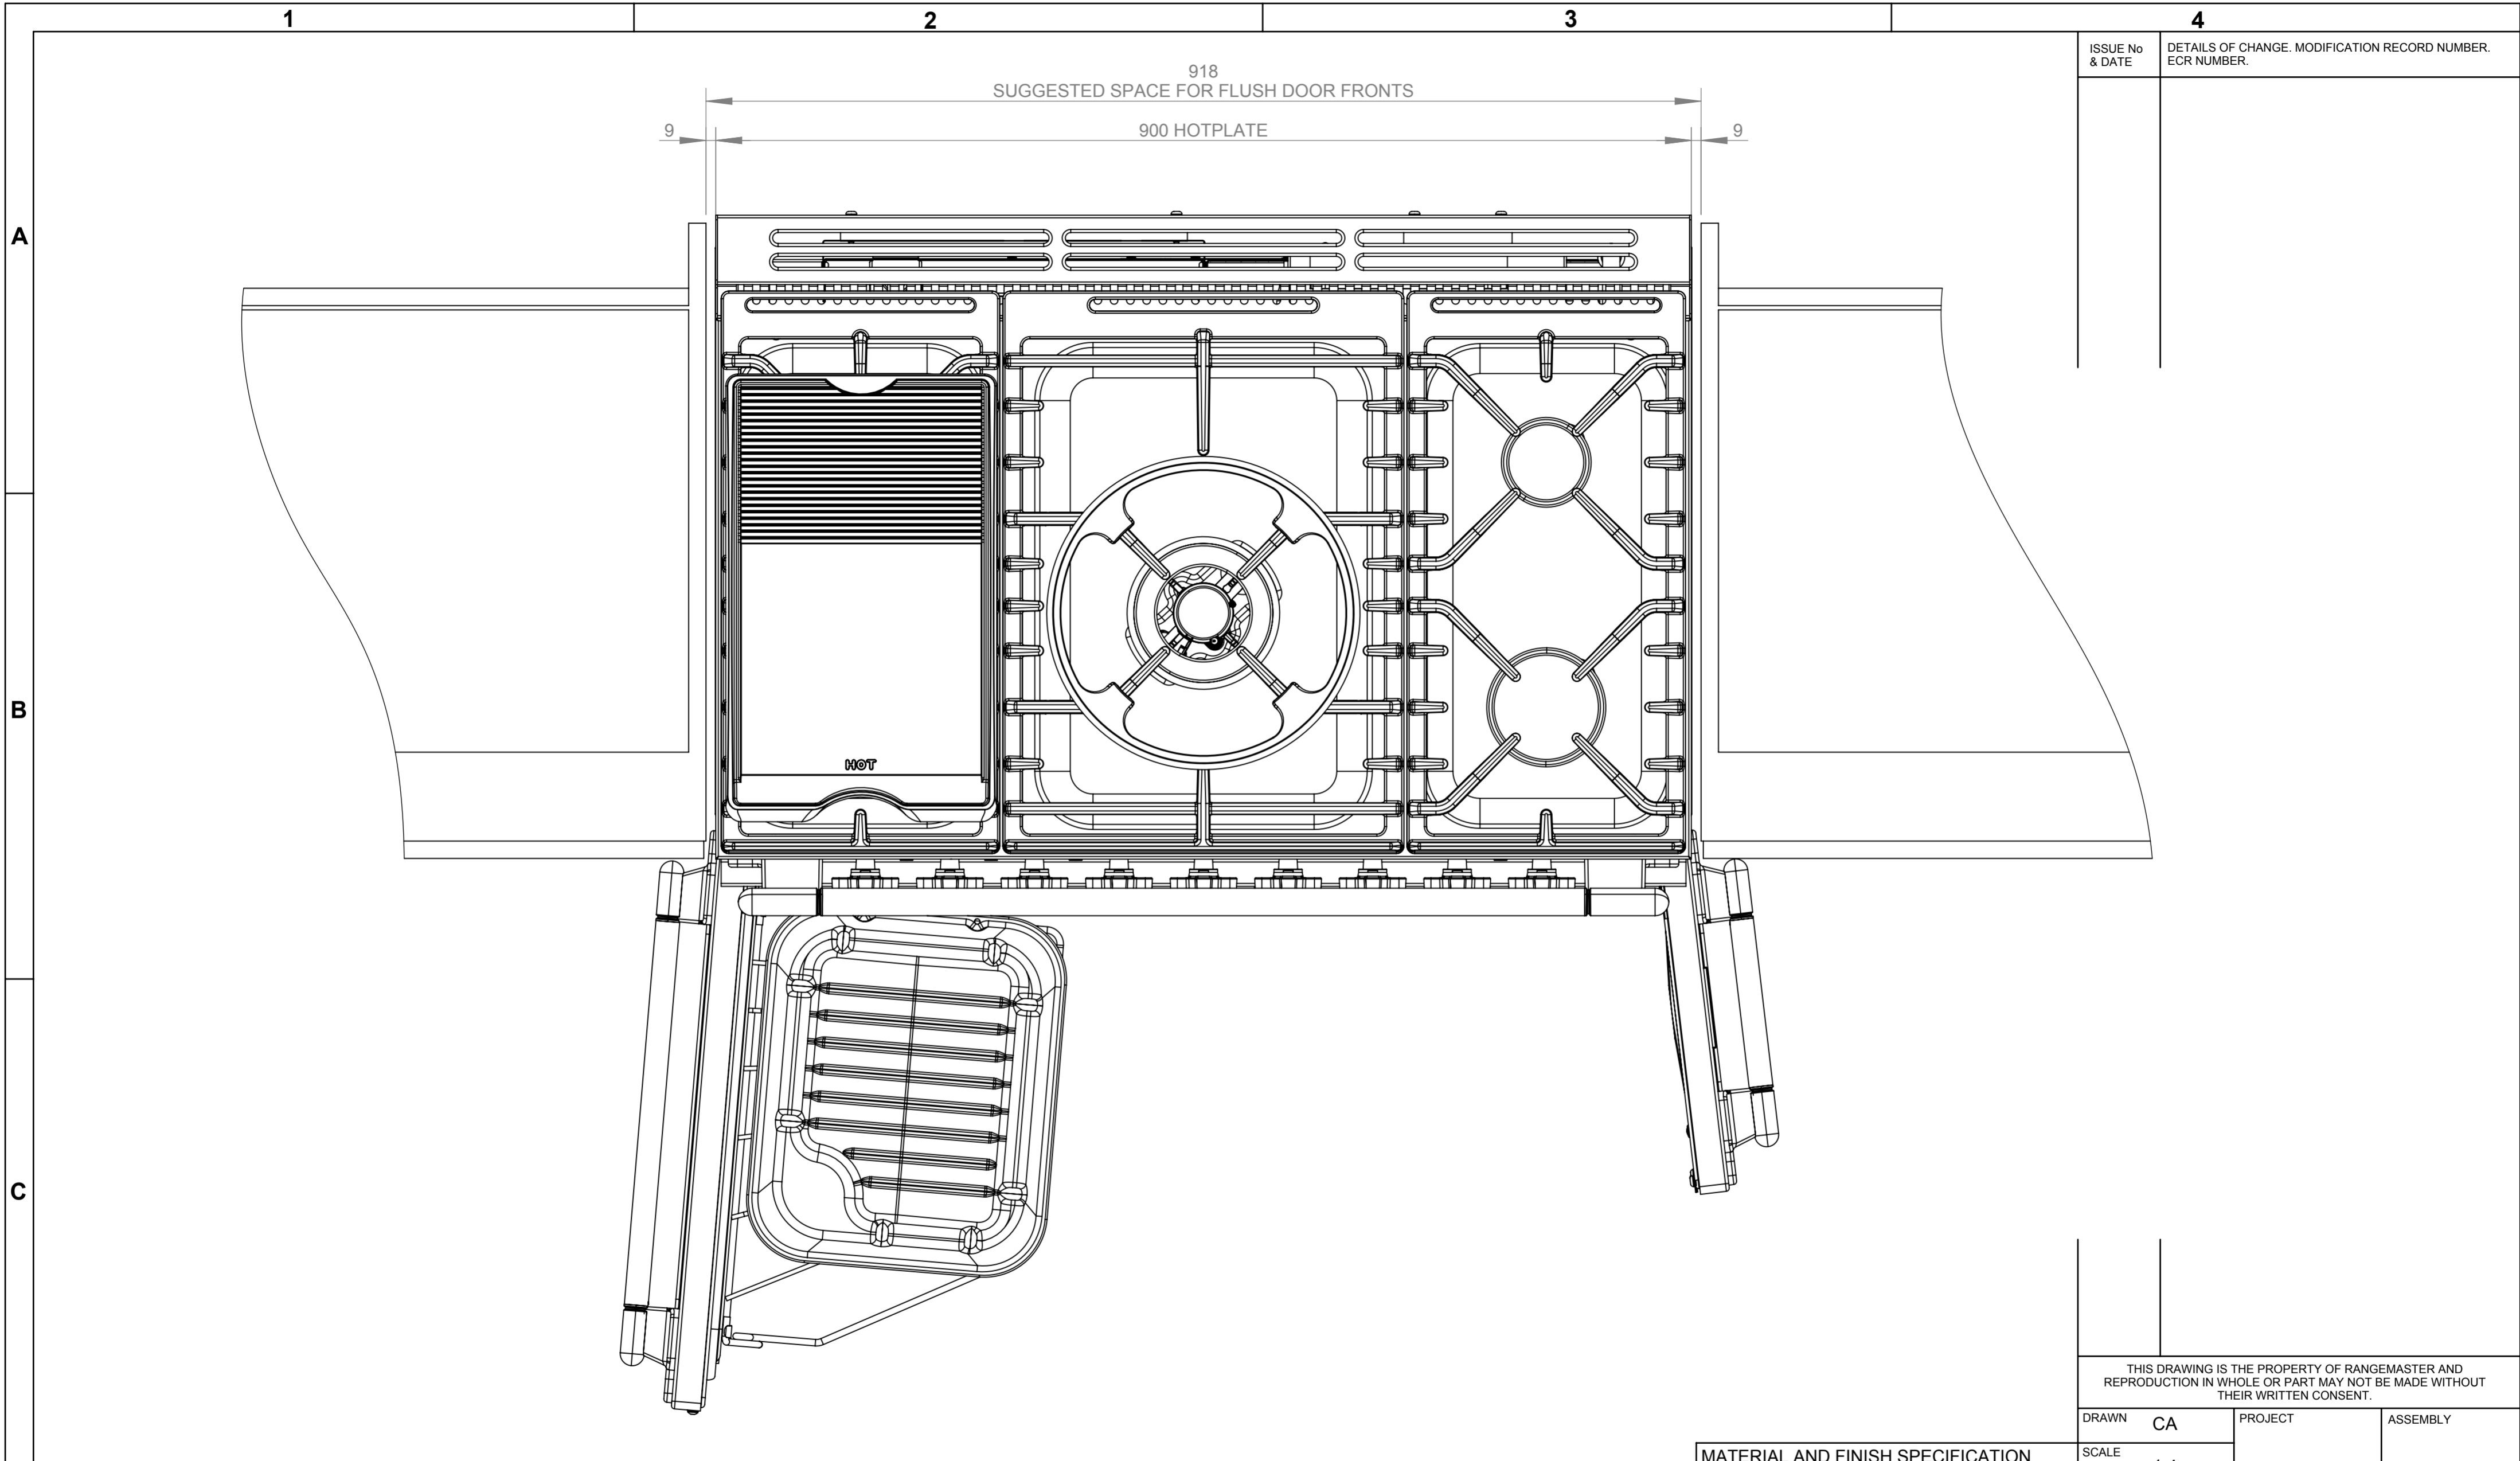 1
2
3
4
ISSUE No
& DATE
DETAILS OF CHANGE. MODIFICATION RECORD NUMBER.
ECR NUMBER.
918
SUGGESTED SPACE FOR FLUSH DOOR FRONTS
9
900 HOTPLATE
9
A
B
HOT
C
THIS DRAWING IS THE PROPERTY OF RANGEMASTER AND
REPRODUCTION IN WHOLE OR PART MAY NOT BE MADE WITHOUT
THEIR WRITTEN CONSENT.
DRAWN CA
PROJECT
ASSEMBLY
MATERIAL AND FINISH SPECIFICATION
SCALE